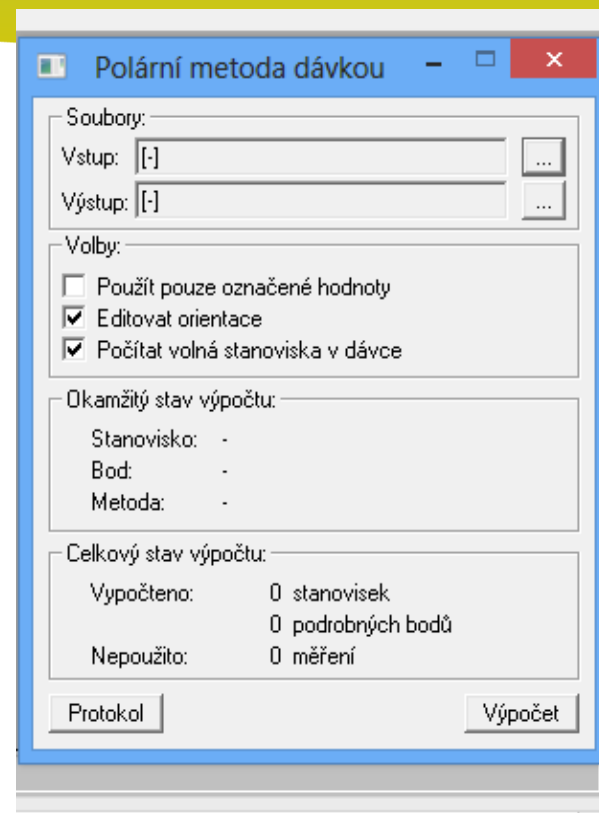 Polární metoda dávkou
Soubory:
Vstup: [-] ...
Výstup: [-] ...
Volby:
Použít pouze označené hodnoty
Editovat orientace
Počítat volná stanoviska v dávce
Okamžitý stav výpočtu:
Stanovisko: -
Bod: -
Metoda: -
Celkový stav výpočtu:
Vypočteno: 0 stanovisek
0 podrobných bodů
Nepoužito: 0 měření
Protokol Výpočet